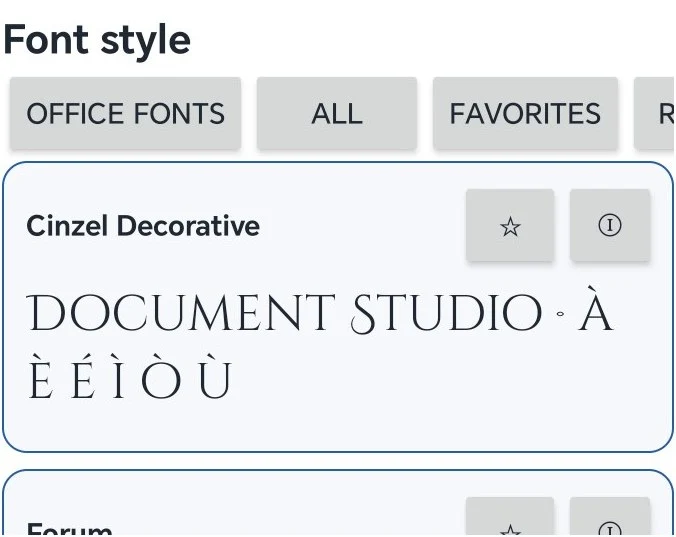 Font style
OFFICE FONTS ALL FAVORITES R
Cinzel Decorative ☆ Ⓘ
DOCUMENT STUDIO ◦ À
È É Ì Ò Ù
Forum ☆ Ⓘ